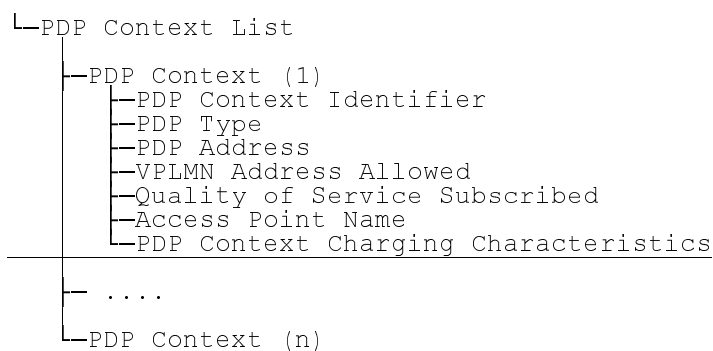 PDP Context List
PDP Context (1)
PDP Context Identifier
PDP Type
PDP Address
VPLMN Address Allowed
Quality of Service Subscribed
Access Point Name
PDP Context Charging Characteristics
....
PDP Context (n)